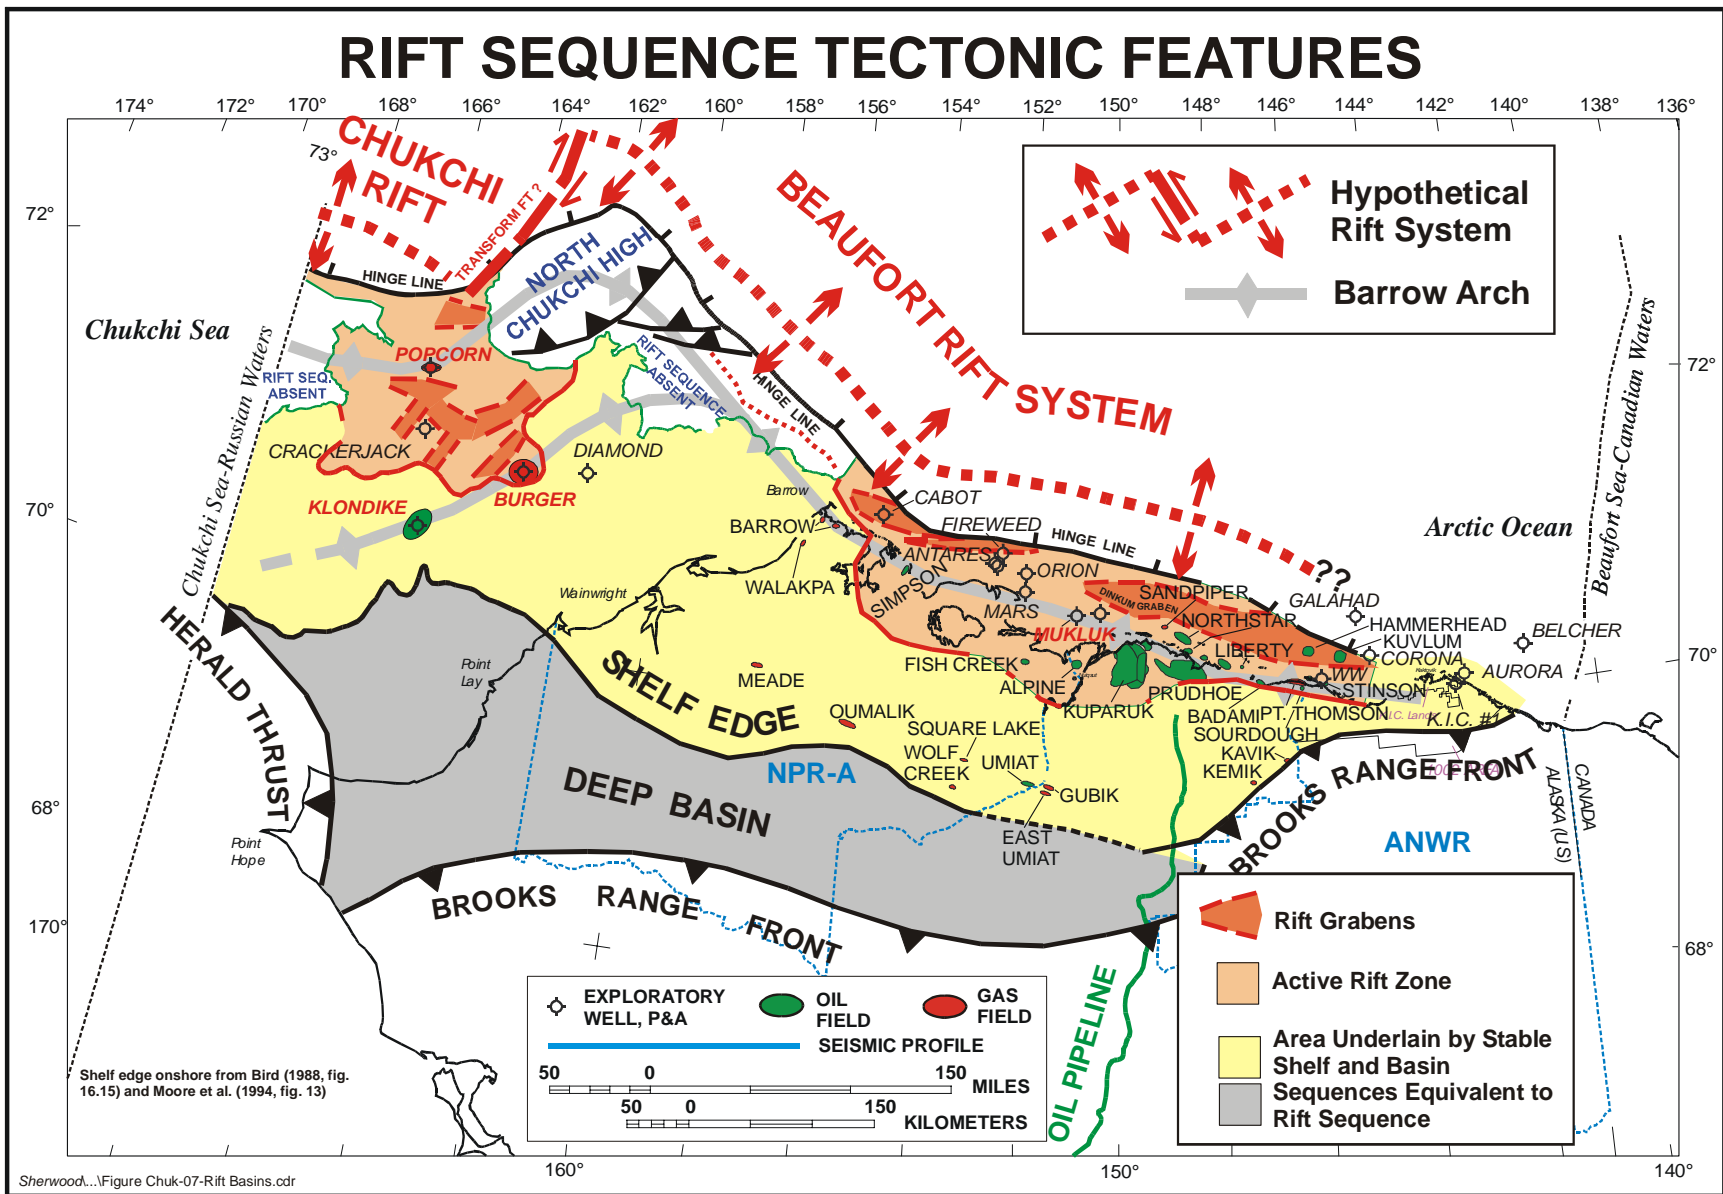 RIFT SEQUENCE TECTONIC FEATURES
174° 172° 170° 168° 166° 164° 162° 160° 158° 156° 154° 152° 150° 148° 146° 144° 142° 140° 138° 136°
73°
72°
70°
68°
170°
72°
70°
68°
160° 150° 140°
CHUKCHI
RIFT
TRANSFORM FT ?
HINGE LINE
NORTH
CHUKCHI HIGH
BEAUFORT RIFT SYSTEM
Hypothetical
Rift System
Barrow Arch
Chukchi Sea
Chukchi Sea-Russian Waters
RIFT SEQ.
ABSENT
POPCORN
RIFT SEQUENCE
ABSENT
HINGE LINE
CRACKERJACK
DIAMOND
KLONDIKE
BURGER
Barrow
BARROW
WALAKPA
CABOT
FIREWEED
ANTARES
SIMPSON
ORION
HINGE LINE
MARS
MUKLUK
DINKUM GRABEN
SANDPIPER
NORTHSTAR
LIBERTY
??
Arctic Ocean
Beaufort Sea-Canadian Waters
GALAHAD
HAMMERHEAD
KUVLUM
CORONA
BELCHER
AURORA
WW
STINSON
K.I.C. #1
FISH CREEK
ALPINE
KUPARUK
PRUDHOE
BADAMI
PT. THOMSON
SOURDOUGH
KAVIK
KEMIK
Wainwright
Point
Lay
Point
Hope
HERALD THRUST
SHELF EDGE
DEEP BASIN
MEADE
OUMALIK
SQUARE LAKE
WOLF
CREEK
UMIAT
GUBIK
EAST
UMIAT
NPR-A
BROOKS RANGE FRONT
BROOKS RANGE FRONT
1002 AREA
ANWR
ALASKA (US)
CANADA
OIL PIPELINE
EXPLORATORY
WELL, P&A
OIL
FIELD
GAS
FIELD
SEISMIC PROFILE
50 0 150
MILES
50 0 150
KILOMETERS
Rift Grabens
Active Rift Zone
Area Underlain by Stable
Shelf and Basin
Sequences Equivalent to
Rift Sequence
Shelf edge onshore from Bird (1988, fig.
16.15) and Moore et al. (1994, fig. 13)
Sherwood\...\Figure Chuk-07-Rift Basins.cdr